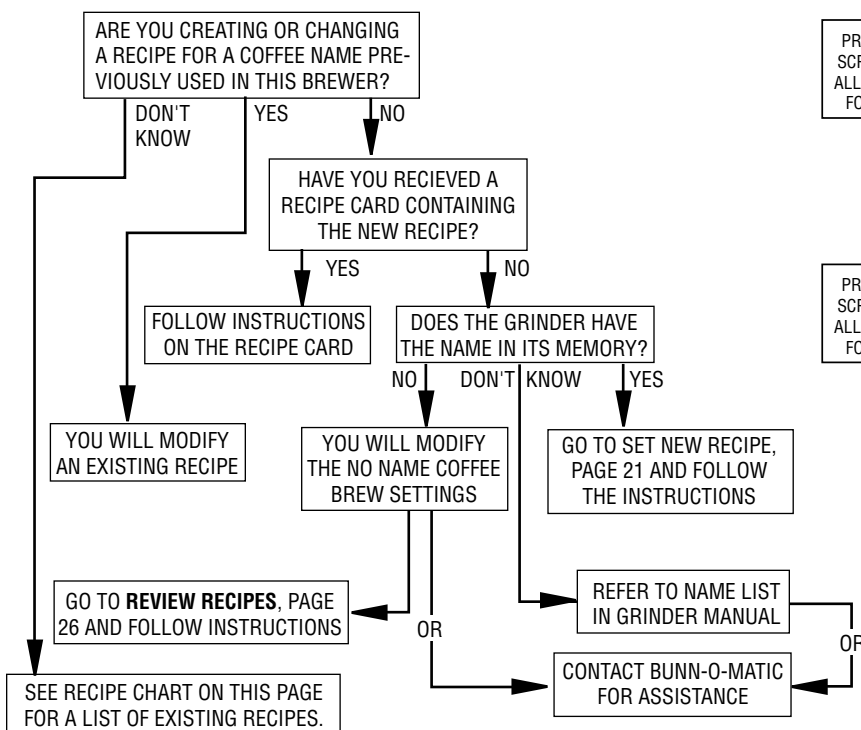 ARE YOU CREATING OR CHANGING
A RECIPE FOR A COFFEE NAME PRE-
VIOUSLY USED IN THIS BREWER?
DON'T
KNOW
YES
NO
HAVE YOU RECIEVED A
RECIPE CARD CONTAINING
THE NEW RECIPE?
YES
NO
FOLLOW INSTRUCTIONS
ON THE RECIPE CARD
DOES THE GRINDER HAVE
THE NAME IN ITS MEMORY?
NO
DON'T KNOW
YES
YOU WILL MODIFY
AN EXISTING RECIPE
YOU WILL MODIFY
THE NO NAME COFFEE
BREW SETTINGS
GO TO SET NEW RECIPE,
PAGE 21 AND FOLLOW
THE INSTRUCTIONS
GO TO REVIEW RECIPES, PAGE
26 AND FOLLOW INSTRUCTIONS
OR
REFER TO NAME LIST
IN GRINDER MANUAL
OR
CONTACT BUNN-O-MATIC
FOR ASSISTANCE
SEE RECIPE CHART ON THIS PAGE
FOR A LIST OF EXISTING RECIPES.